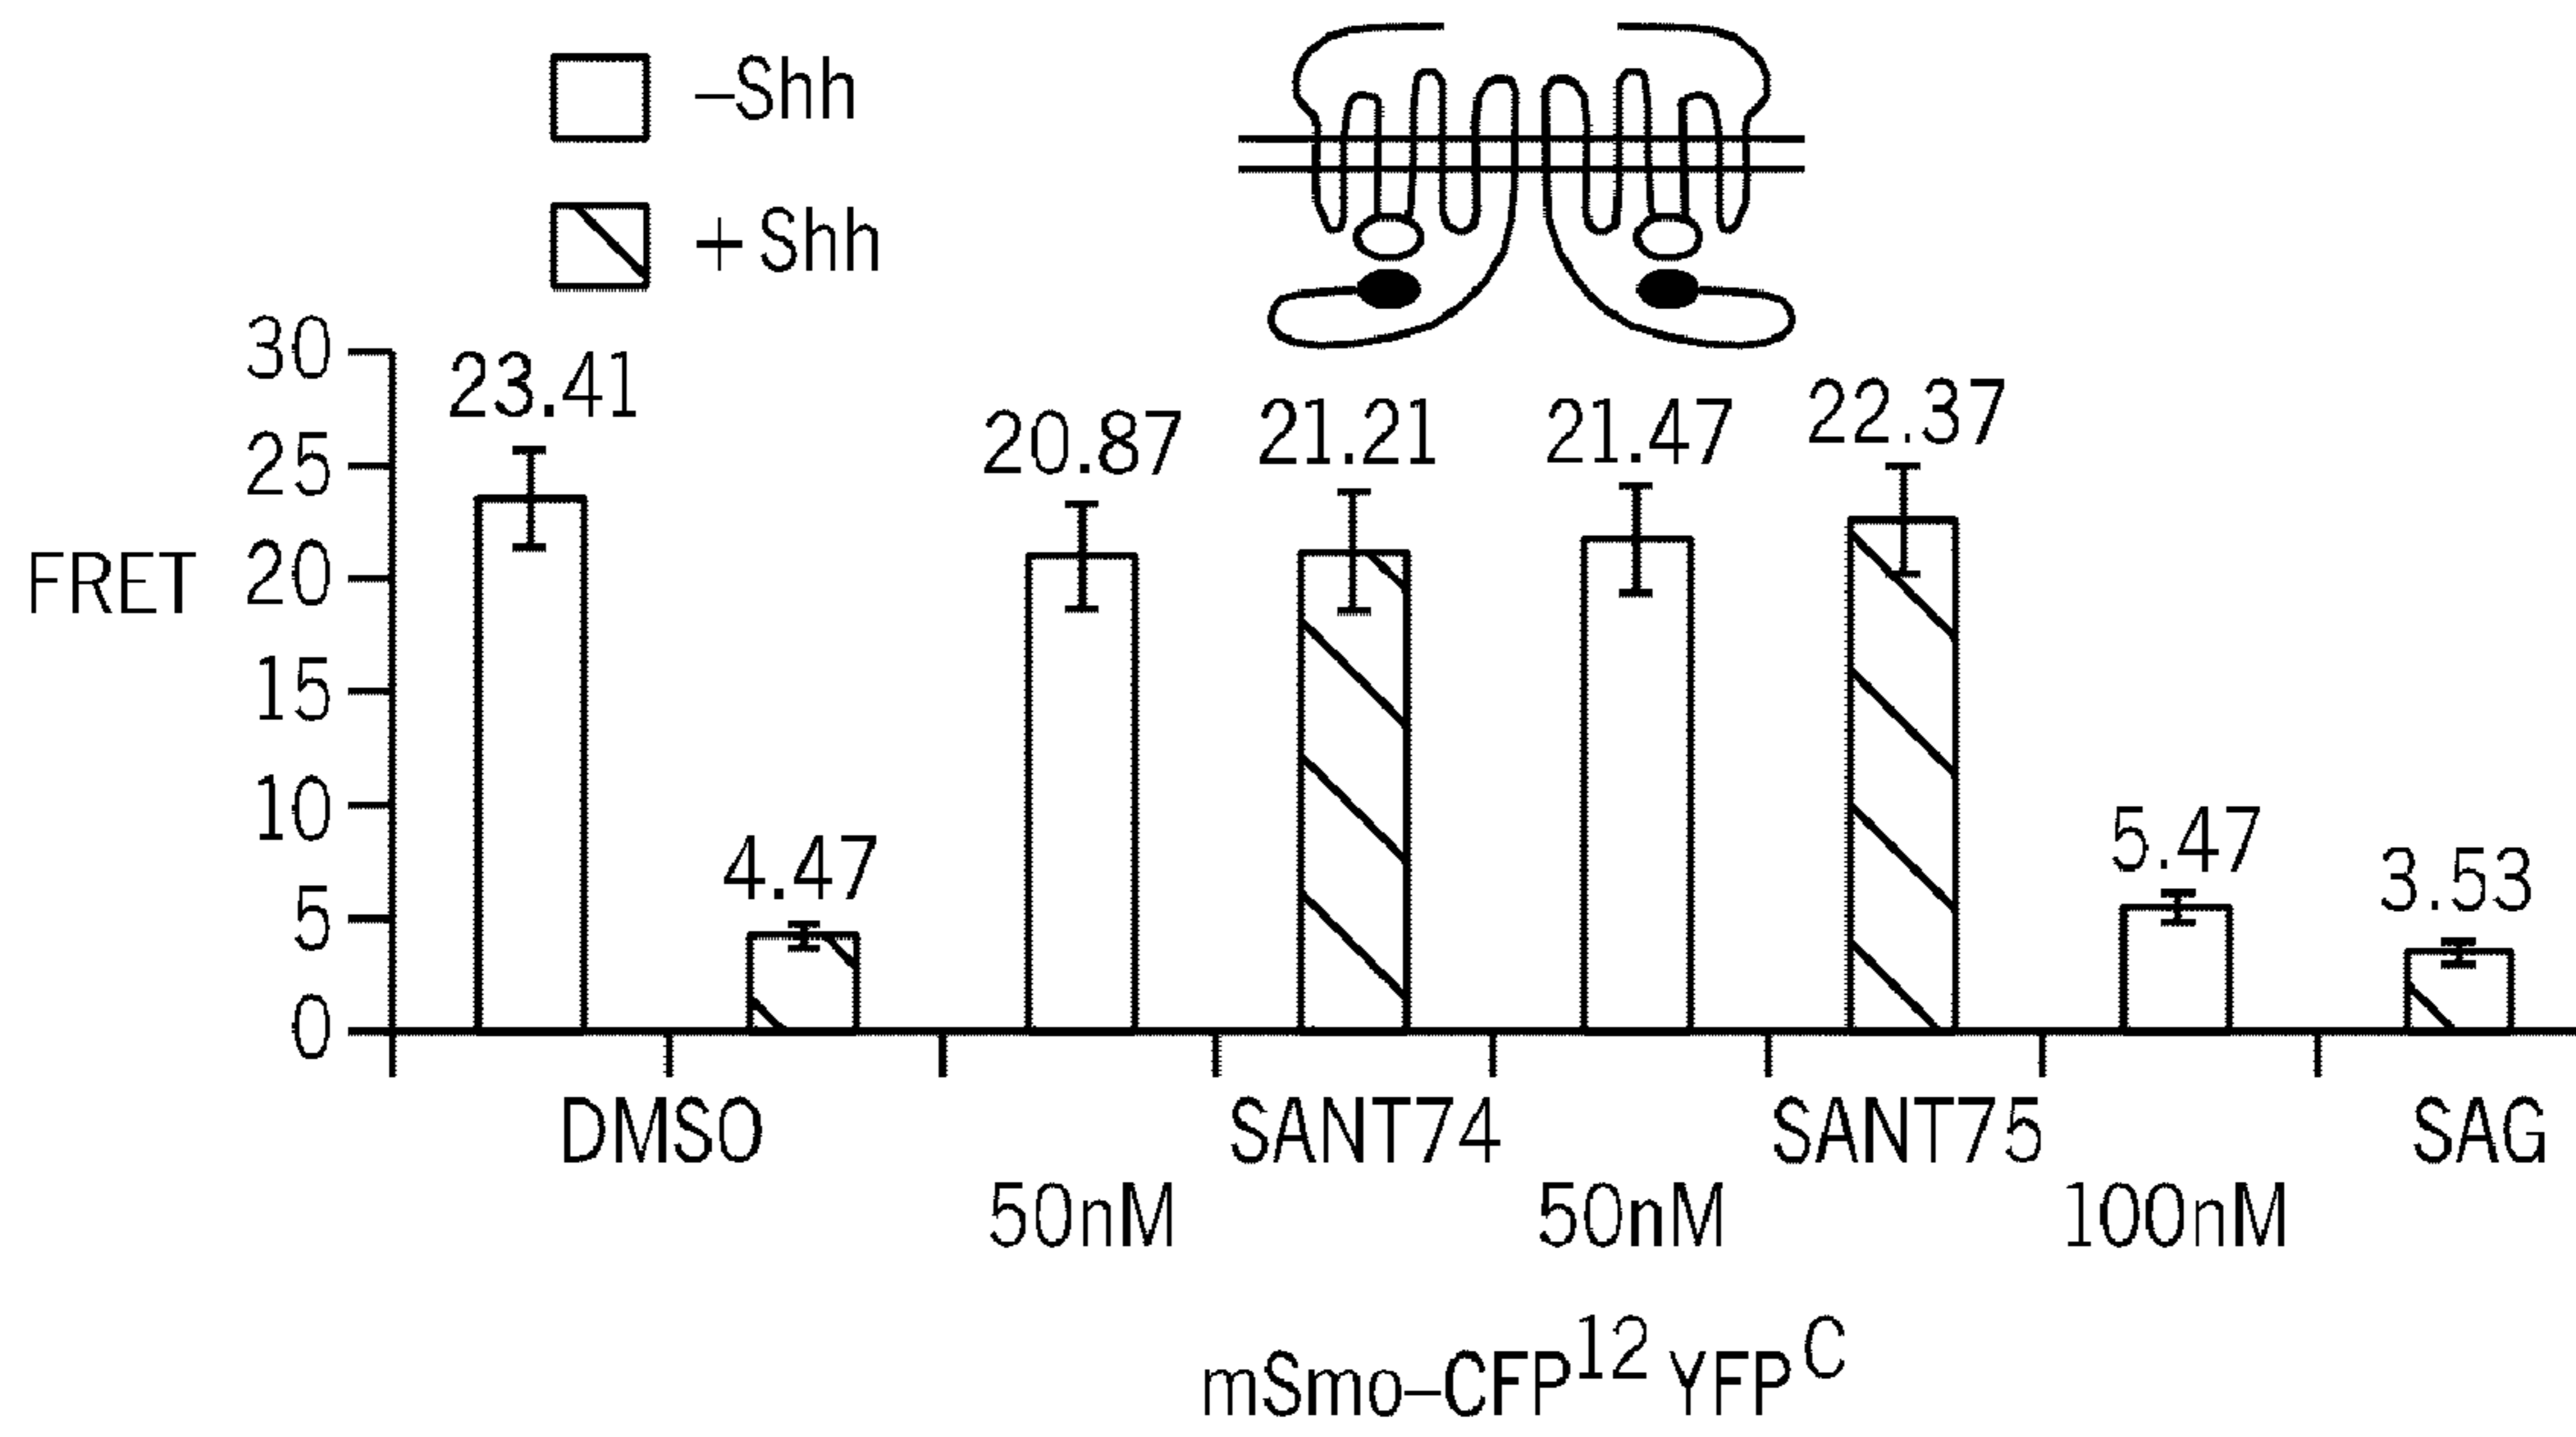 –Shh
+ Shh
FRET
30
25
20
15
10
5
0
23.41
4.47
20.87
21.21
21.47
22.37
5.47
3.53
DMSO
SANT74
SANT75
SAG
50nM
50nM
100nM
mSmo–CFP¹² YFPᶜ